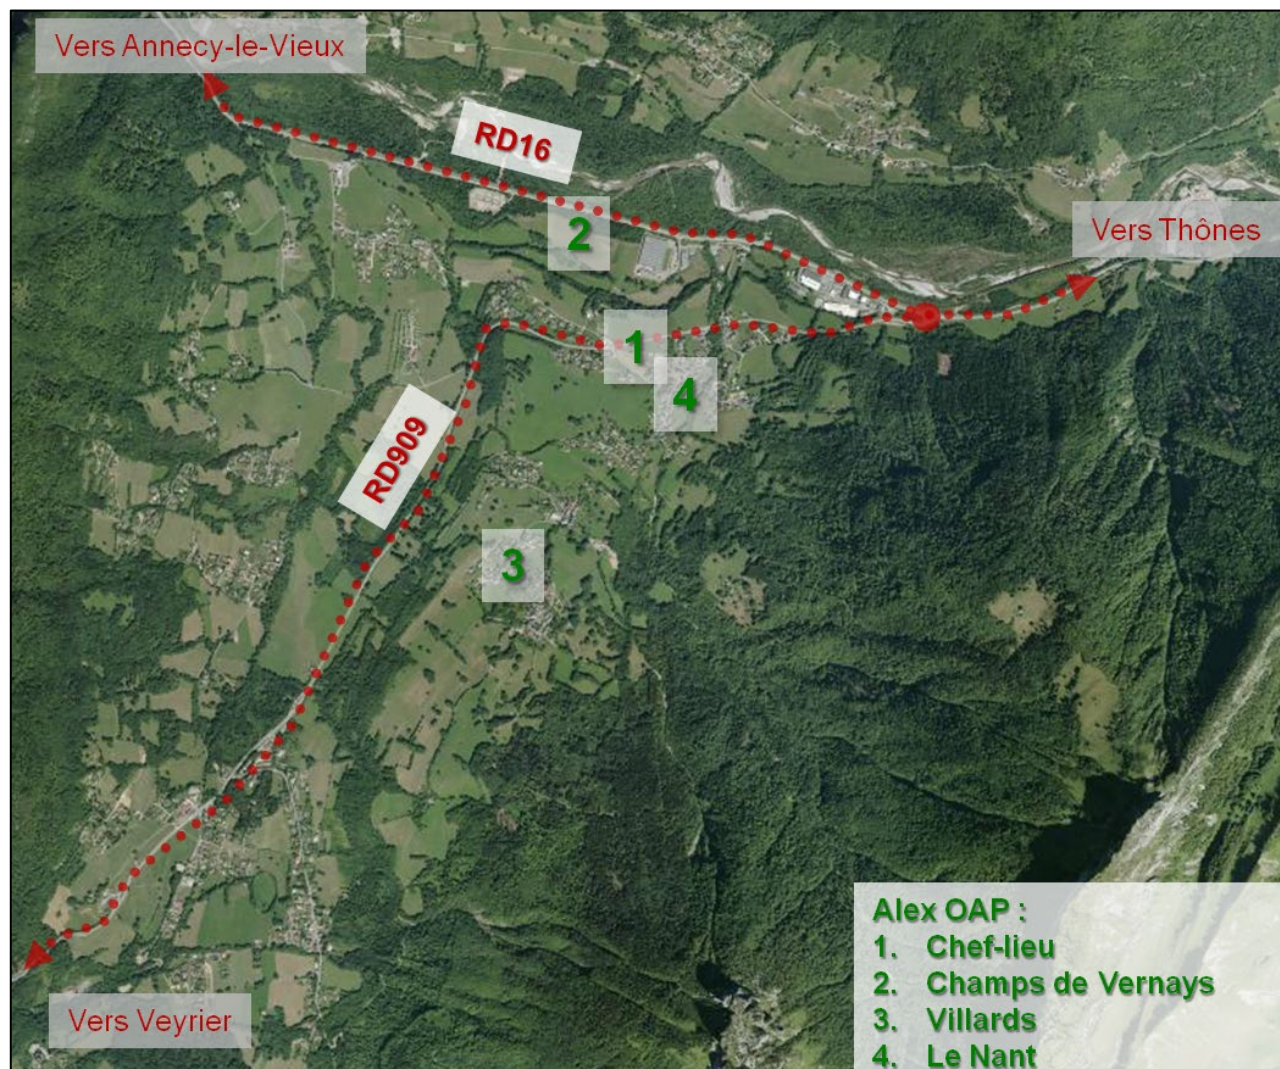 Vers Annecy-le-Vieux
RD16
2
Vers Thônes
1
4
RD909
3
Alex OAP :
1. Chef-lieu
2. Champs de Vernays
3. Villards
4. Le Nant
Vers Veyrier